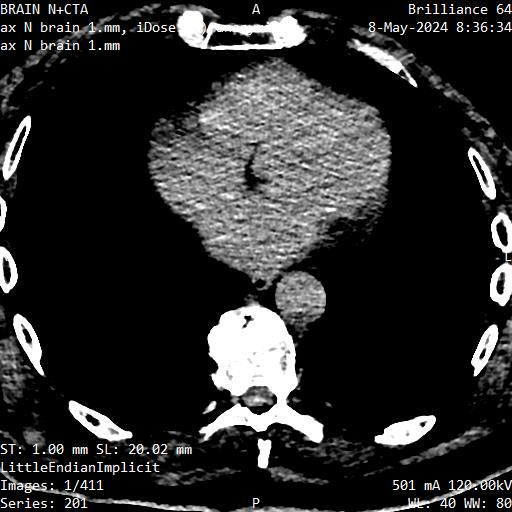 BRAIN N+CTA
A
Brilliance 64
ax N brain 1.mm, iDose
8-May-2024 8:36:34
ax N brain 1.mm
L
ST: 1.00 mm SL: 20.02 mm
LittleEndianImplicit
Images: 1/411
501 mA 120.00kV
Series: 201
P
WL: 40 WW: 80